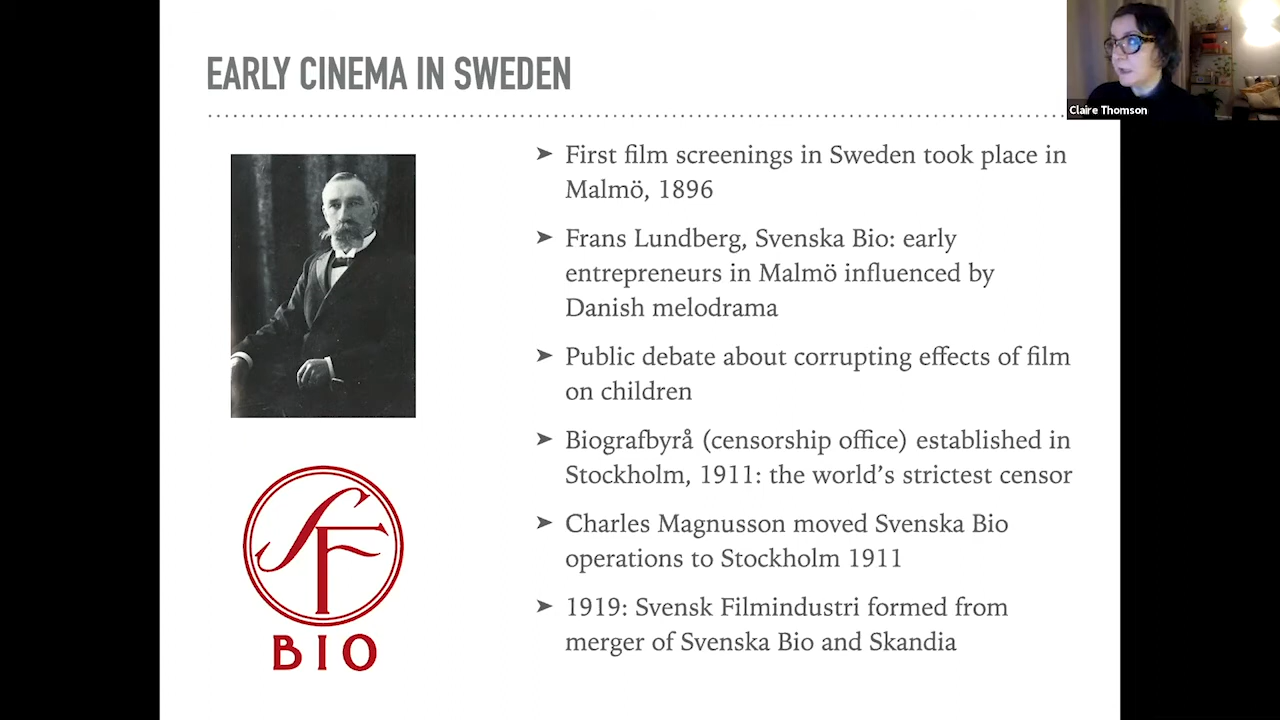 EARLY CINEMA IN SWEDEN
Claire Thomson
➤ First film screenings in Sweden took place in
Malmö, 1896
➤ Frans Lundberg, Svenska Bio: early
entrepreneurs in Malmö influenced by
Danish melodrama
➤ Public debate about corrupting effects of film
on children
➤ Biografbyrå (censorship office) established in
Stockholm, 1911: the world’s strictest censor
➤ Charles Magnusson moved Svenska Bio
operations to Stockholm 1911
➤ 1919: Svensk Filmindustri formed from
merger of Svenska Bio and Skandia
SF
BIO